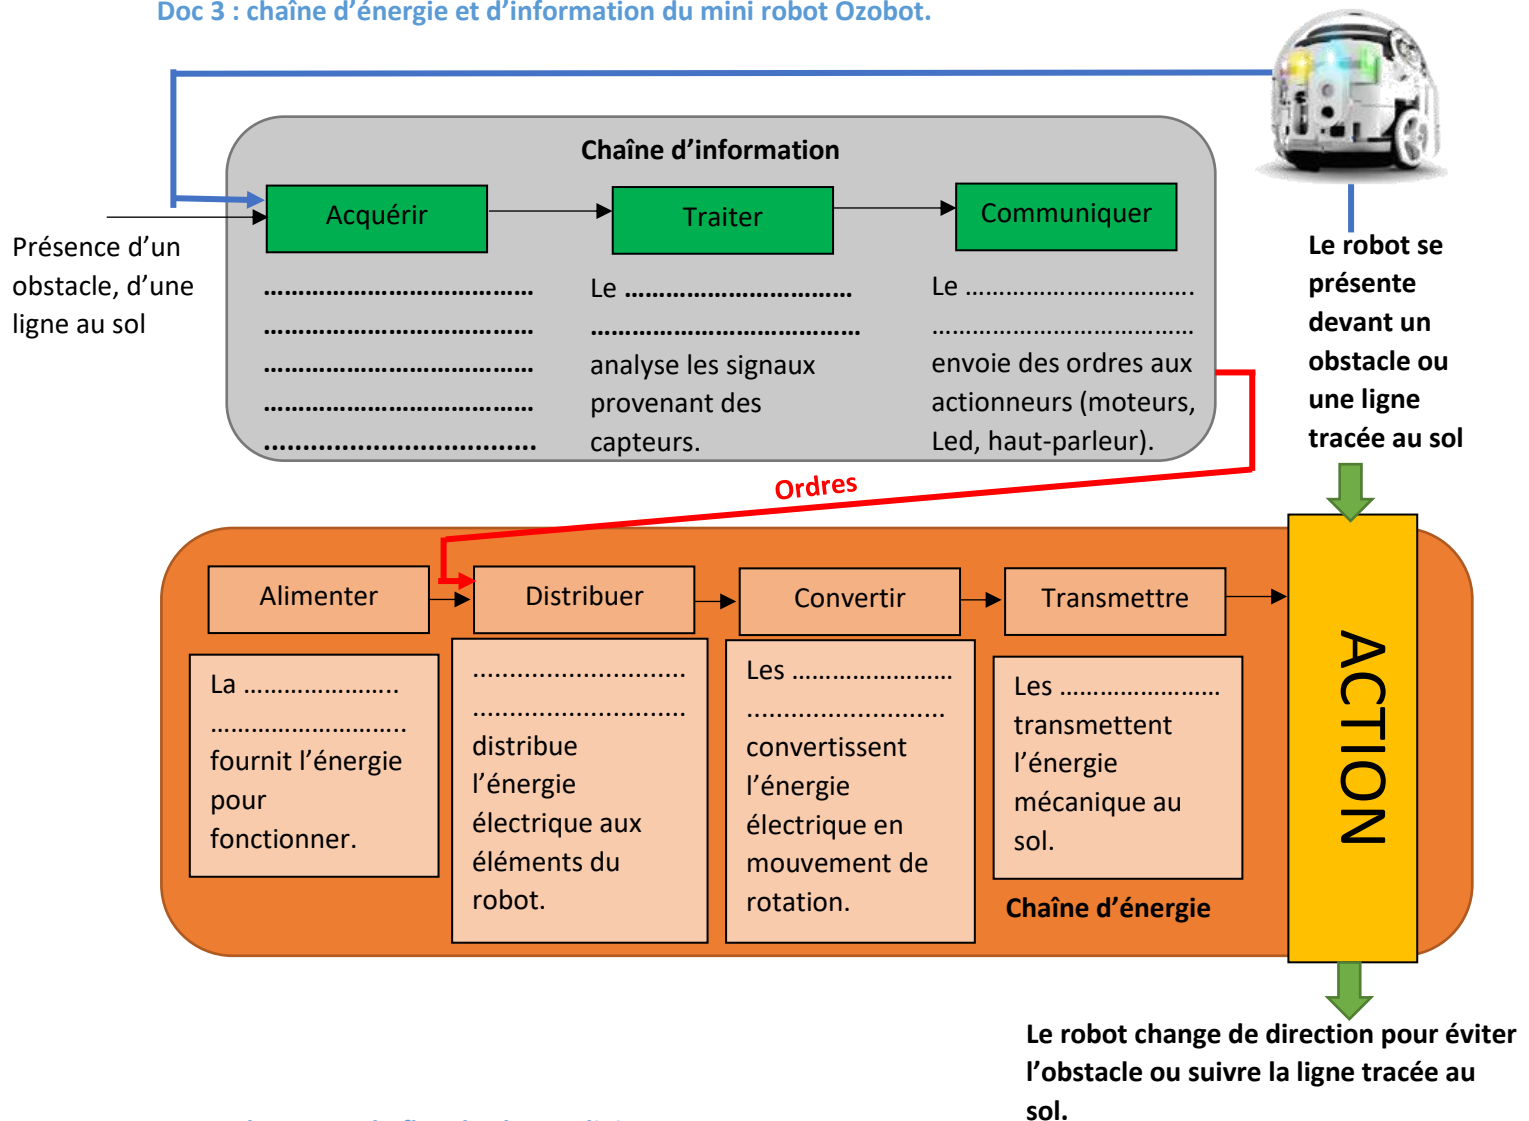 Doc 3 : chaîne d’énergie et d’information du mini robot Ozobot.
Chaîne d’information
Acquérir
Traiter
Communiquer
Présence d’un
obstacle, d’une
ligne au sol
………………………………….
………………………………….
………………………………….
………………………………….
………………………………….
Le ……………………………
………………………………….
analyse les signaux
provenant des
capteurs.
Le …………………………….
…………………………………
envoie des ordres aux
actionneurs (moteurs,
Led, haut-parleur).
Le robot se
présente
devant un
obstacle ou
une ligne
tracée au sol
Ordres
Alimenter
Distribuer
Convertir
Transmettre
La …………………..
………………………..
fournit l’énergie
pour
fonctionner.
………………………….
………………………….
distribue
l’énergie
électrique aux
éléments du
robot.
Les ……………………
………………………..
convertissent
l’énergie
électrique en
mouvement de
rotation.
Les ……………………
transmettent
l’énergie
mécanique au
sol.
Chaîne d’énergie
ACTION
Le robot change de direction pour éviter
l’obstacle ou suivre la ligne tracée au
sol.